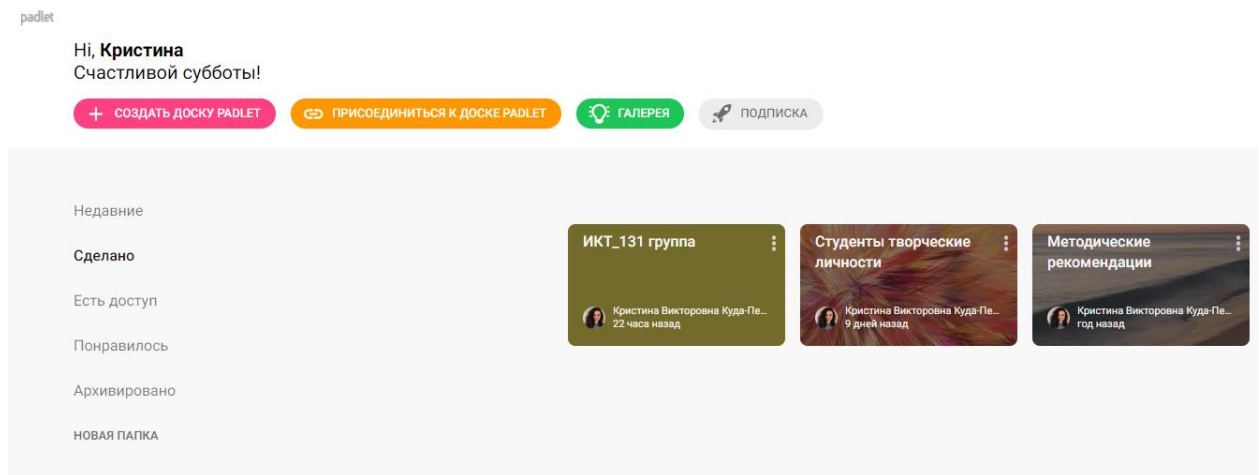 padlet
Hi, Кристина
Счастливой субботы!
СОЗДАТЬ ДОСКУ PADLET
ПРИСОЕДИНИТЬСЯ К ДОСКЕ PADLET
ГАЛЕРЕЯ
ПОДПИСКА
Недавние
Сделано
Есть доступ
Понравилось
Архивировано
НОВАЯ ПАПКА
ИКТ_131 группа
Кристина Викторовна Куда-Пе...
22 часа назад
Студенты творческие
личности
Кристина Викторовна Куда-Пе...
9 дней назад
Методические
рекомендации
Кристина Викторовна Куда-Пе...
год назад